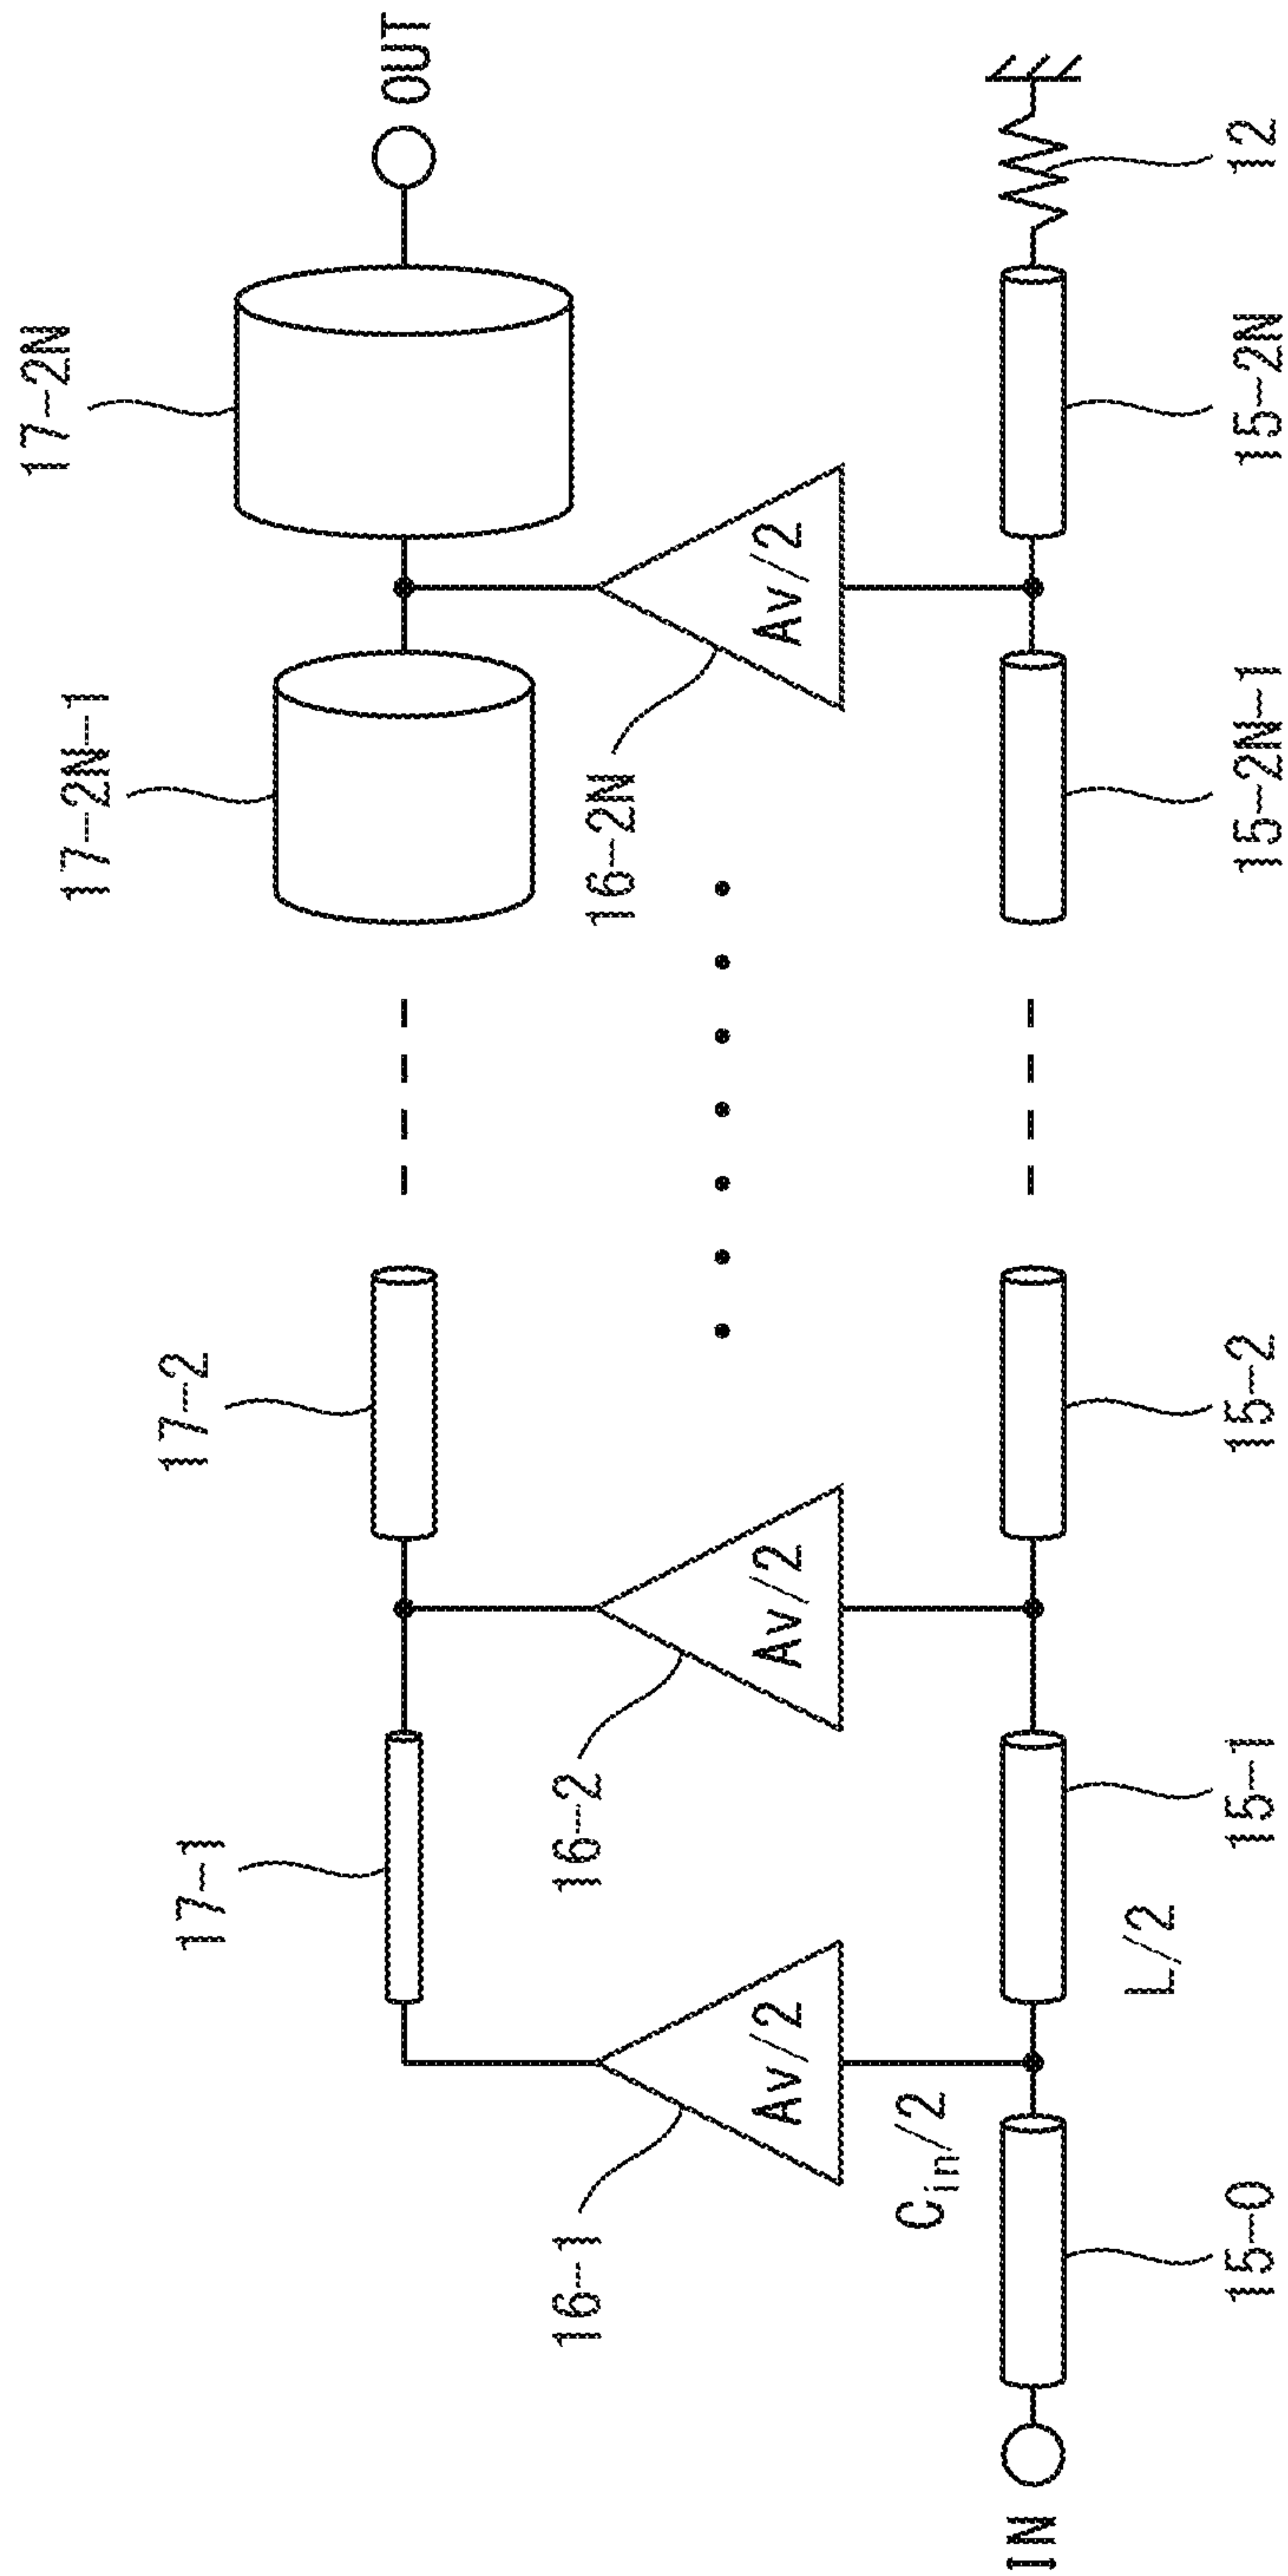 17-1
17-2
17-2N-1
17-2N
OUT
16-1
Av/2
16-2
Av/2
16-2N
Av/2
Cin/2
L/2
IN
15-0
15-1
15-2
15-2N-1
15-2N
12